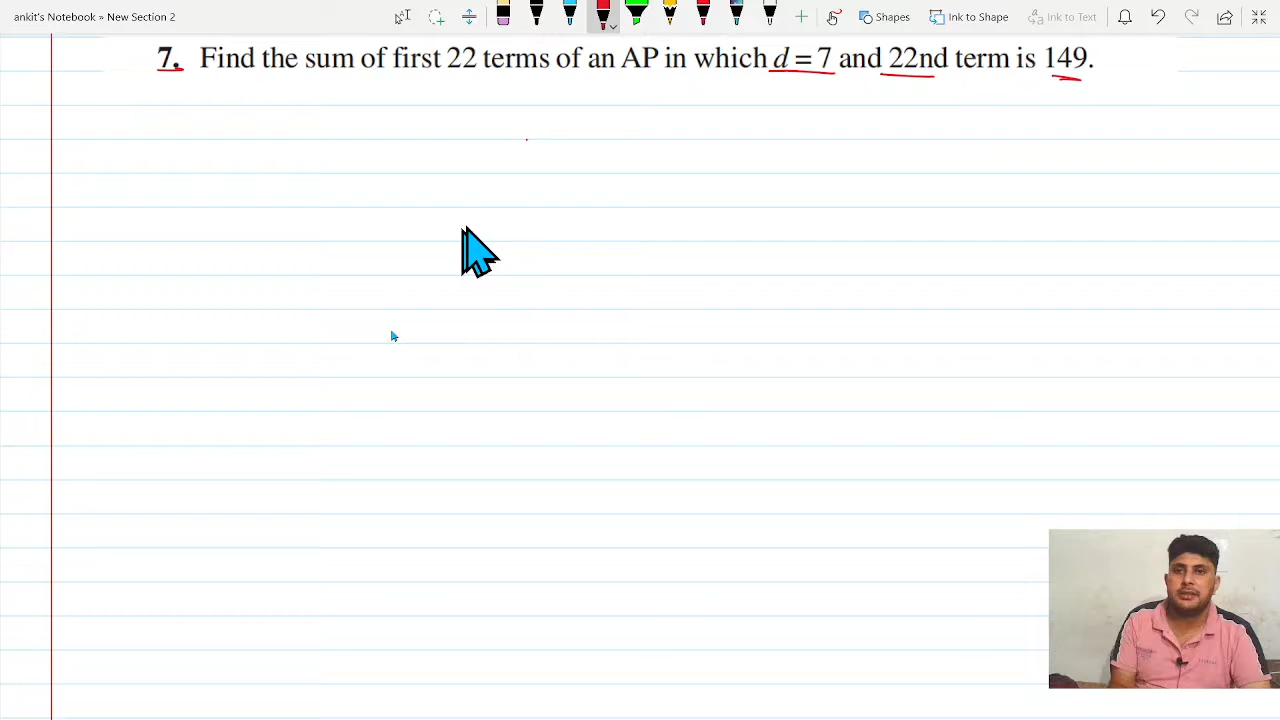 anki's Notebook » New Section 2
Shapes
Ink to Shape
Ink to Text
7. Find the sum of first 22 terms of an AP in which d = 7 and 22nd term is 149.